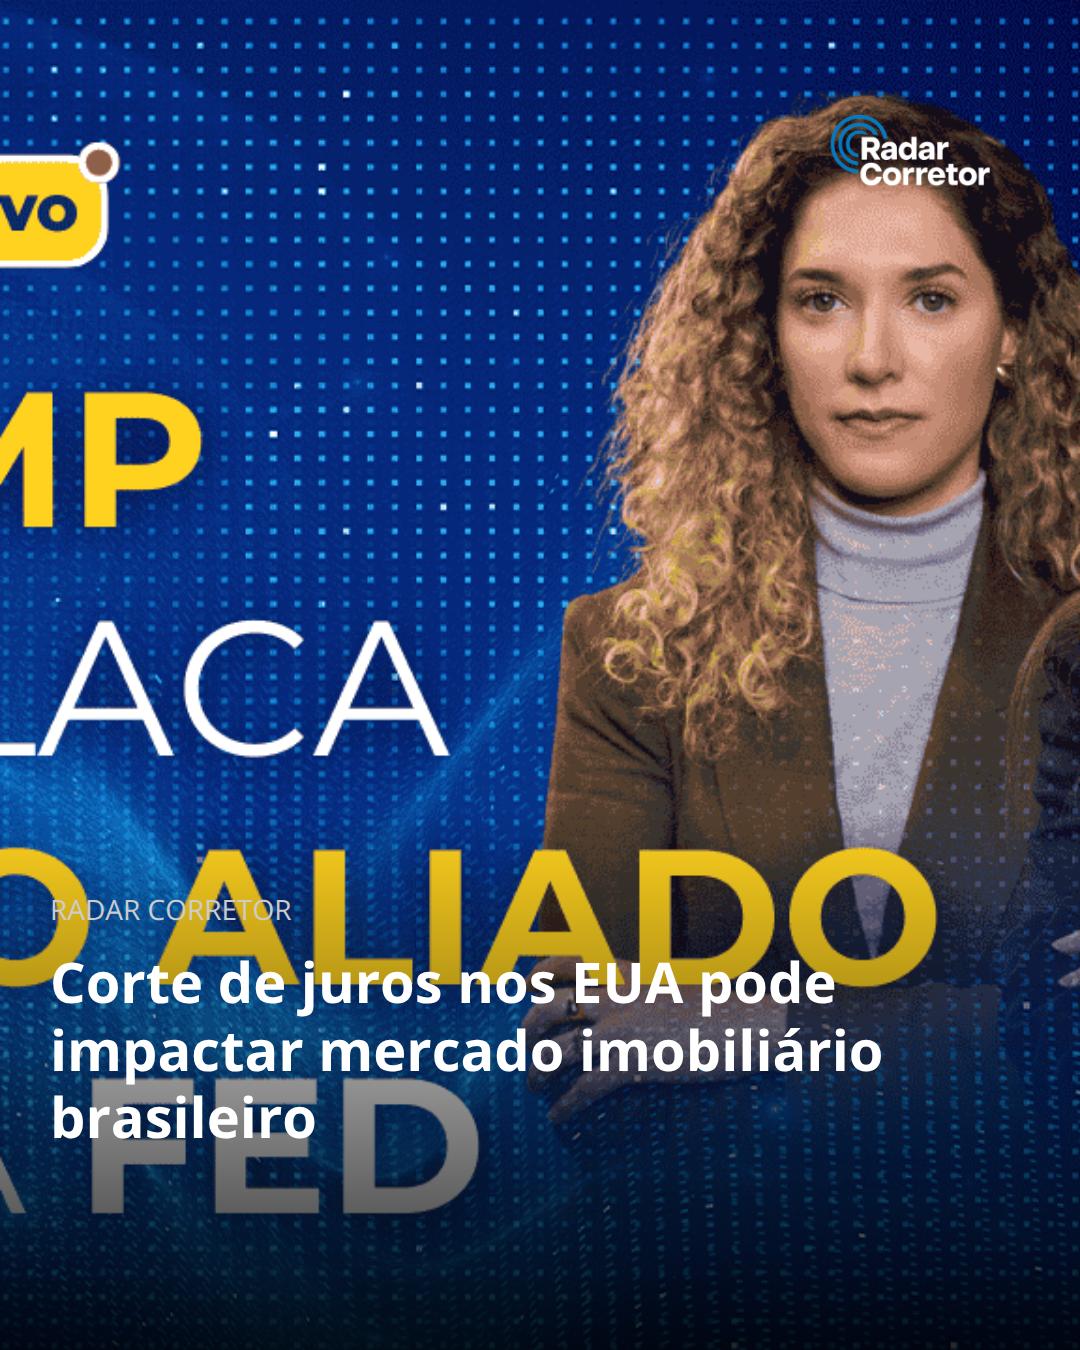 Radar
Corretor
vo
MP
LACA
O ALIADO
RADAR CORRETOR
Corte de juros nos EUA pode
impactar mercado imobiliário
brasileiro
A FED